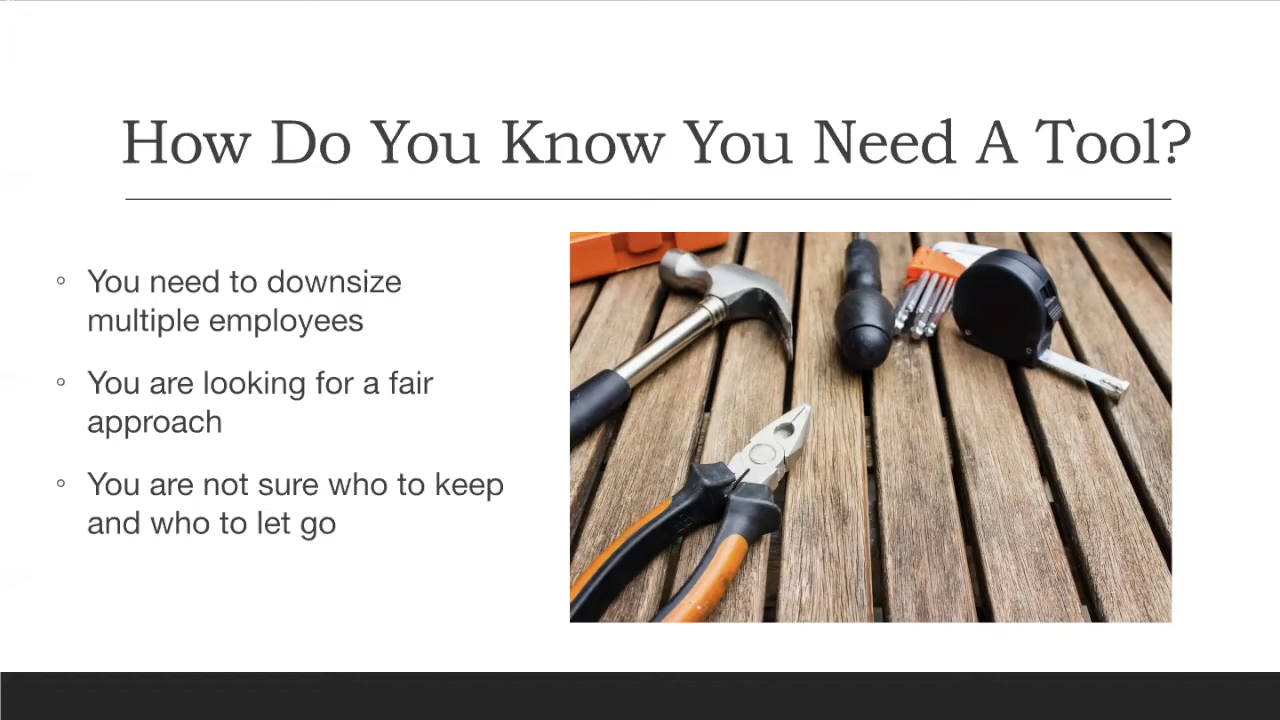 How Do You Know You Need A Tool?
◦ You need to downsize
multiple employees
◦ You are looking for a fair
approach
◦ You are not sure who to keep
and who to let go